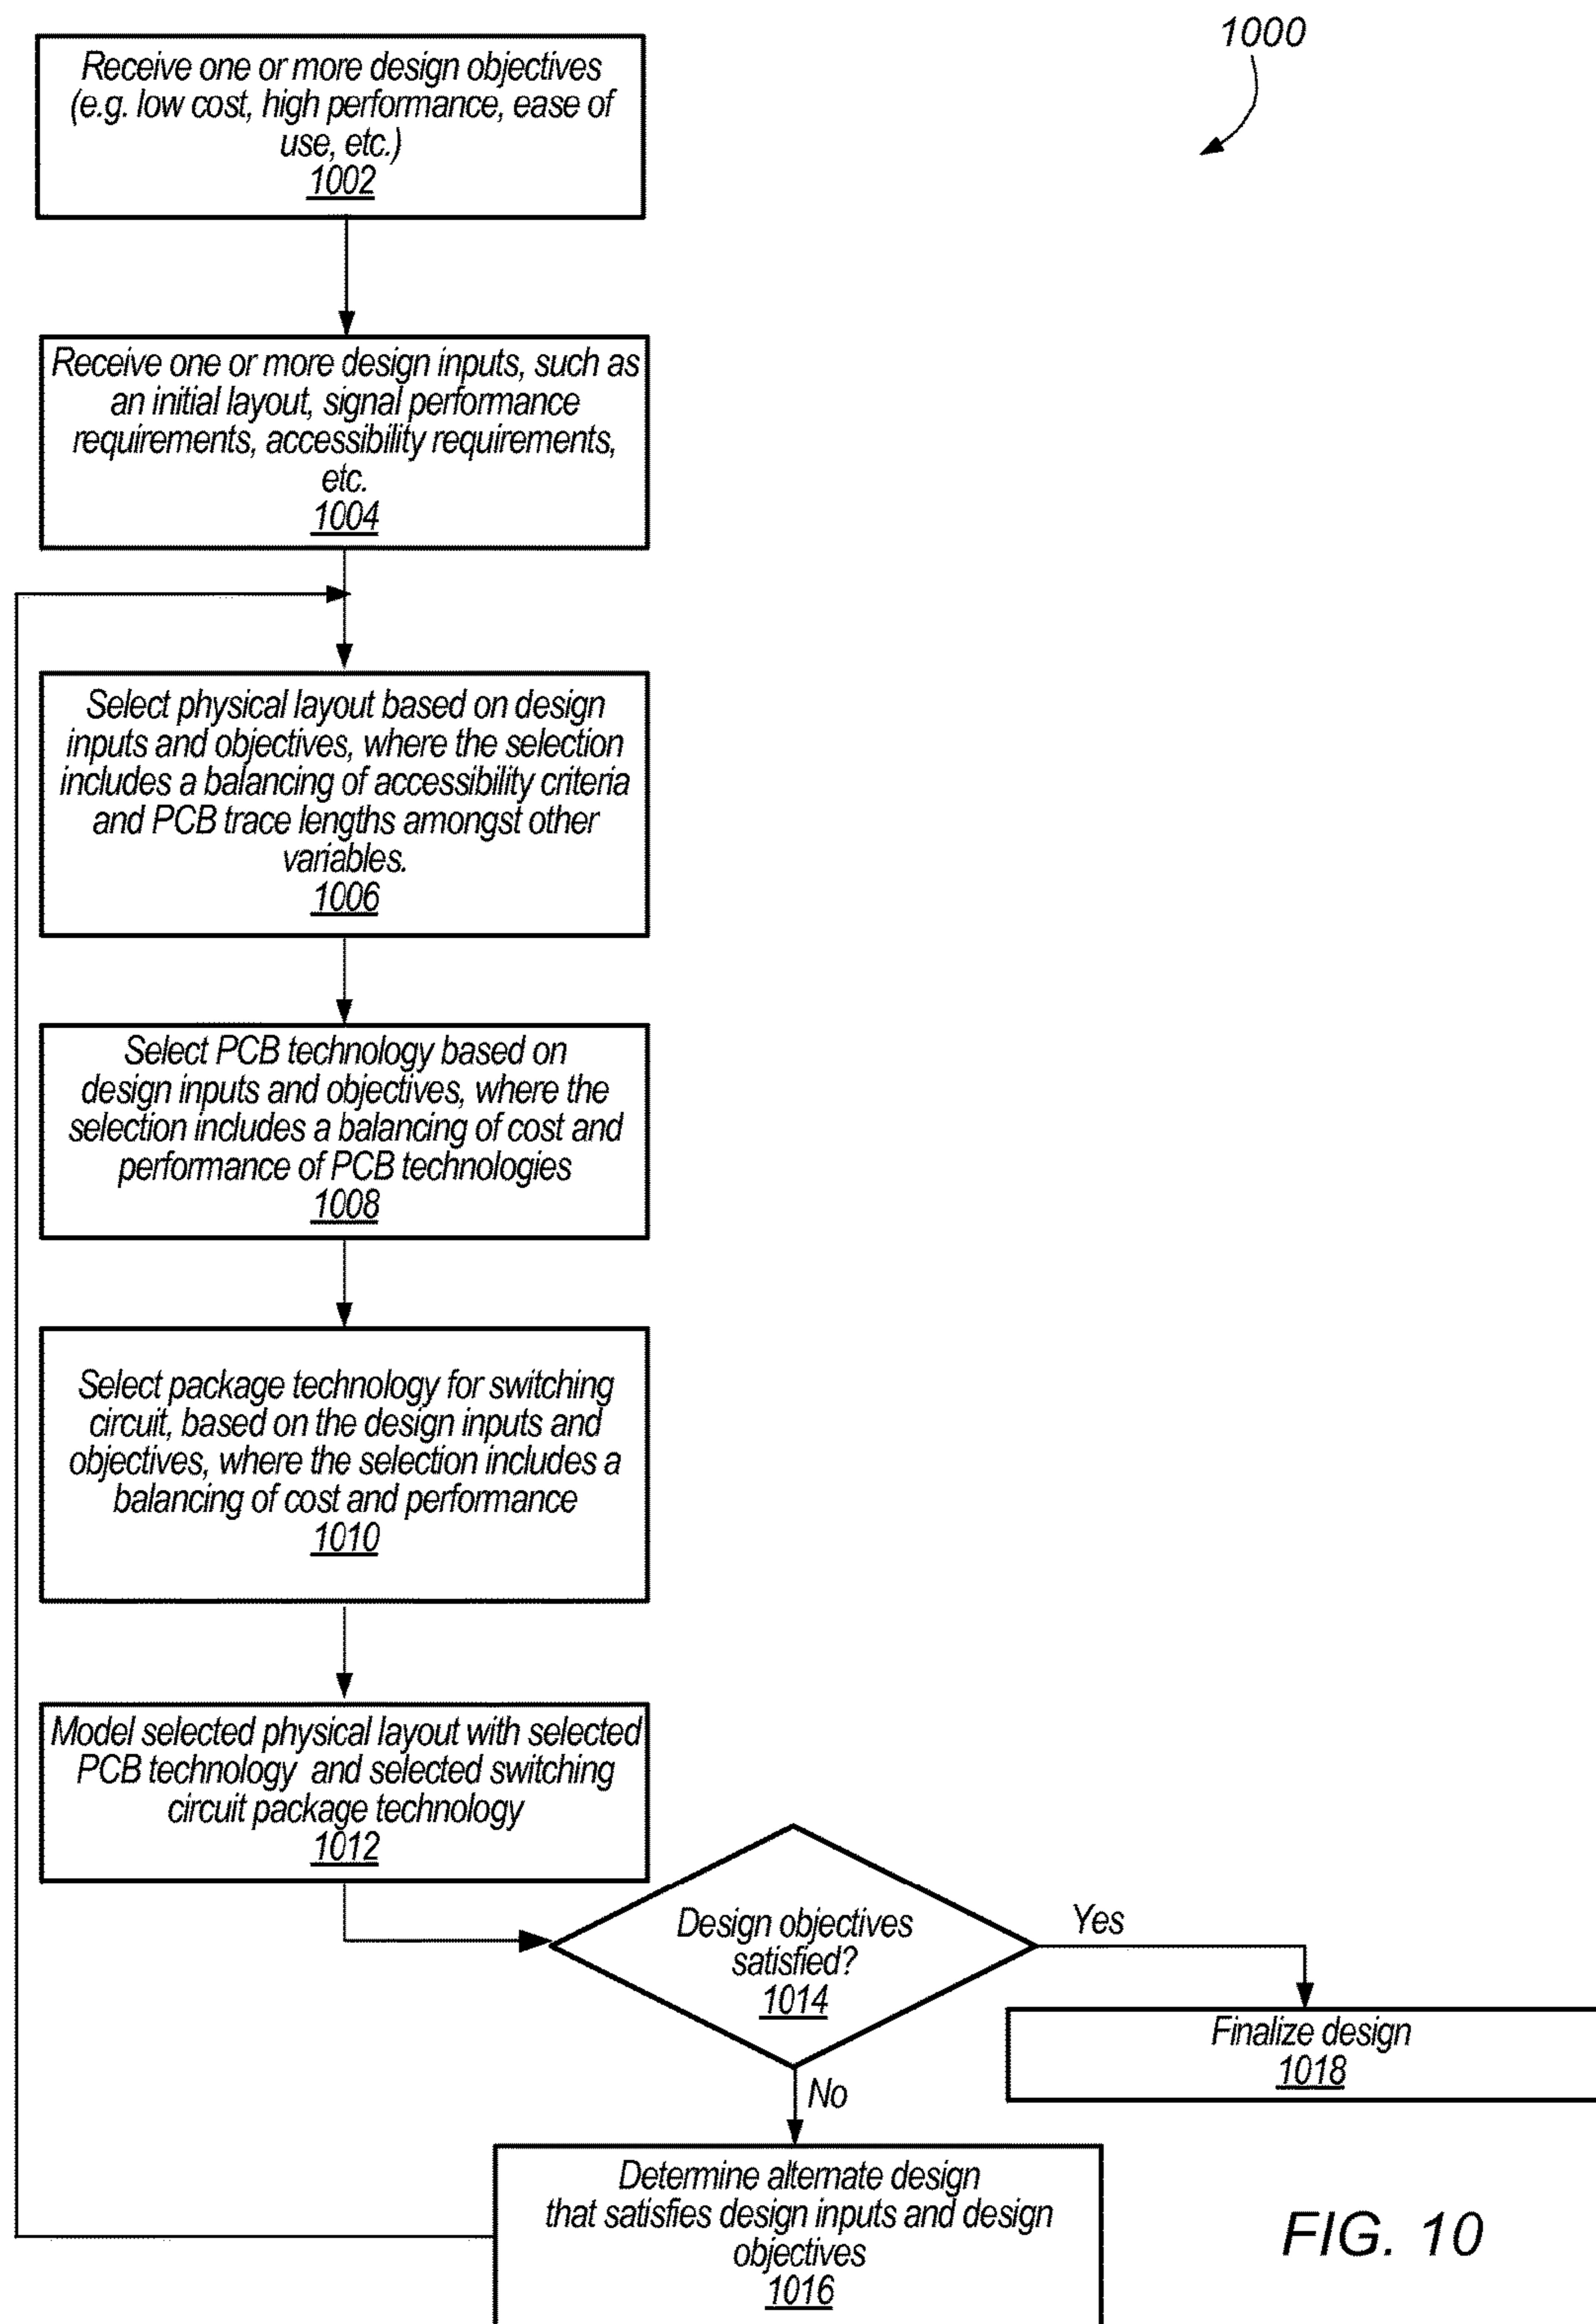 1000
Receive one or more design objectives
(e.g. low cost, high performance, ease of
use, etc.)
1002
Receive one or more design inputs, such as
an initial layout, signal performance
requirements, accessibility requirements,
etc.
1004
Select physical layout based on design
inputs and objectives, where the selection
includes a balancing of accessibility criteria
and PCB trace lengths amongst other
variables.
1006
Select PCB technology based on
design inputs and objectives, where the
selection includes a balancing of cost and
performance of PCB technologies
1008
Select package technology for switching
circuit, based on the design inputs and
objectives, where the selection includes a
balancing of cost and performance
1010
Model selected physical layout with selected
PCB technology and selected switching
circuit package technology
1012
Design objectives
satisfied?
1014
Yes
Finalize design
1018
No
Determine alternate design
that satisfies design inputs and design
objectives
1016
FIG. 10